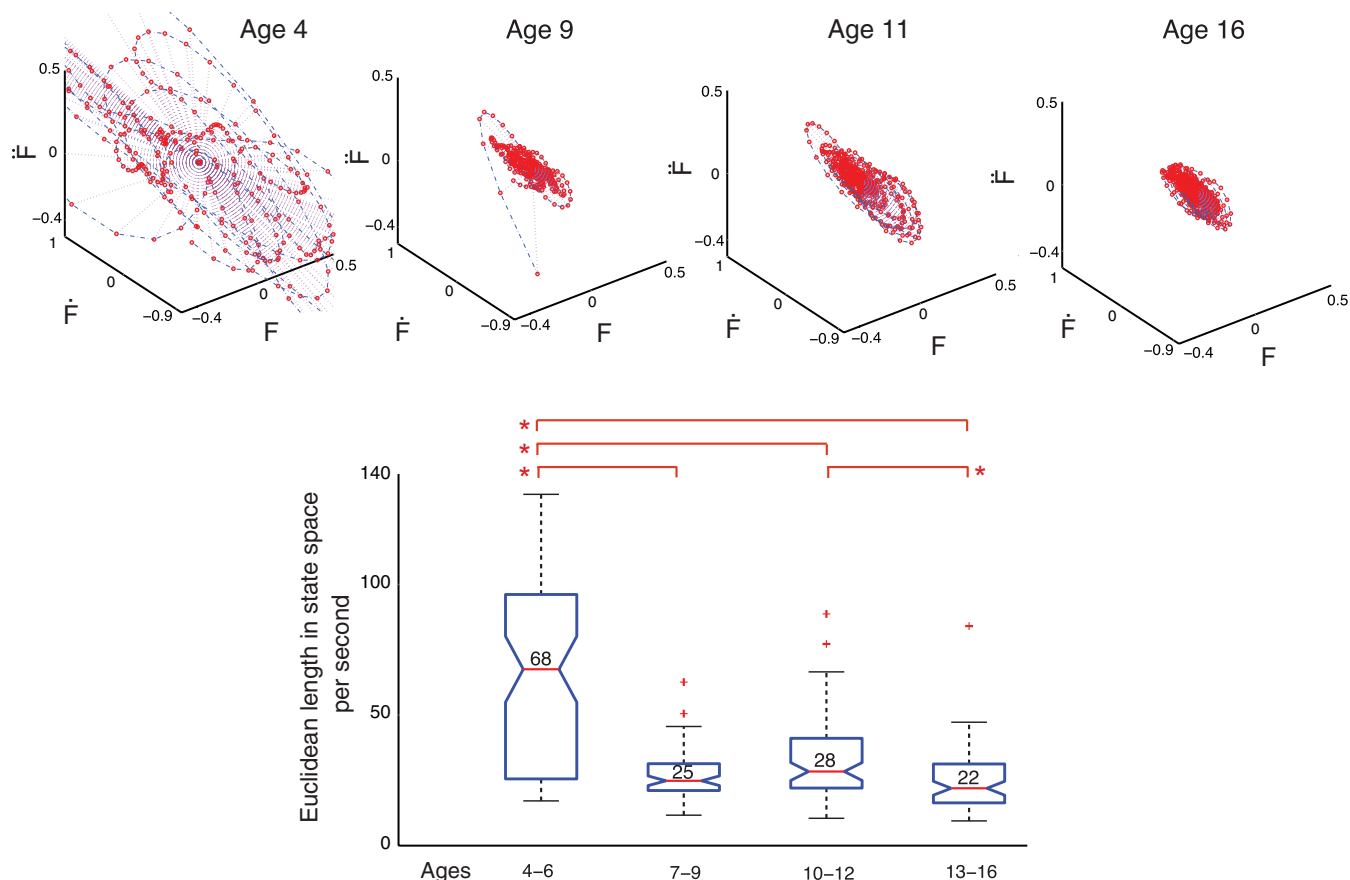 Age 4
Age 9
Age 11
Age 16
0.5
0
−0.4
F̈
1
0
−0.9
Ḟ
−0.4
0
0.5
F
0.5
0
−0.4
F̈
1
0
−0.9
Ḟ
−0.4
0
0.5
F
0.5
0
−0.4
F̈
1
0
−0.9
Ḟ
−0.4
0
0.5
F
0.5
0
−0.4
F̈
1
0
−0.9
Ḟ
−0.4
0
0.5
F
*
*
* *
Euclidean length in state space
per second
140
100
50
0
68
25
28
22
Ages 4–6 7–9 10–12 13–16